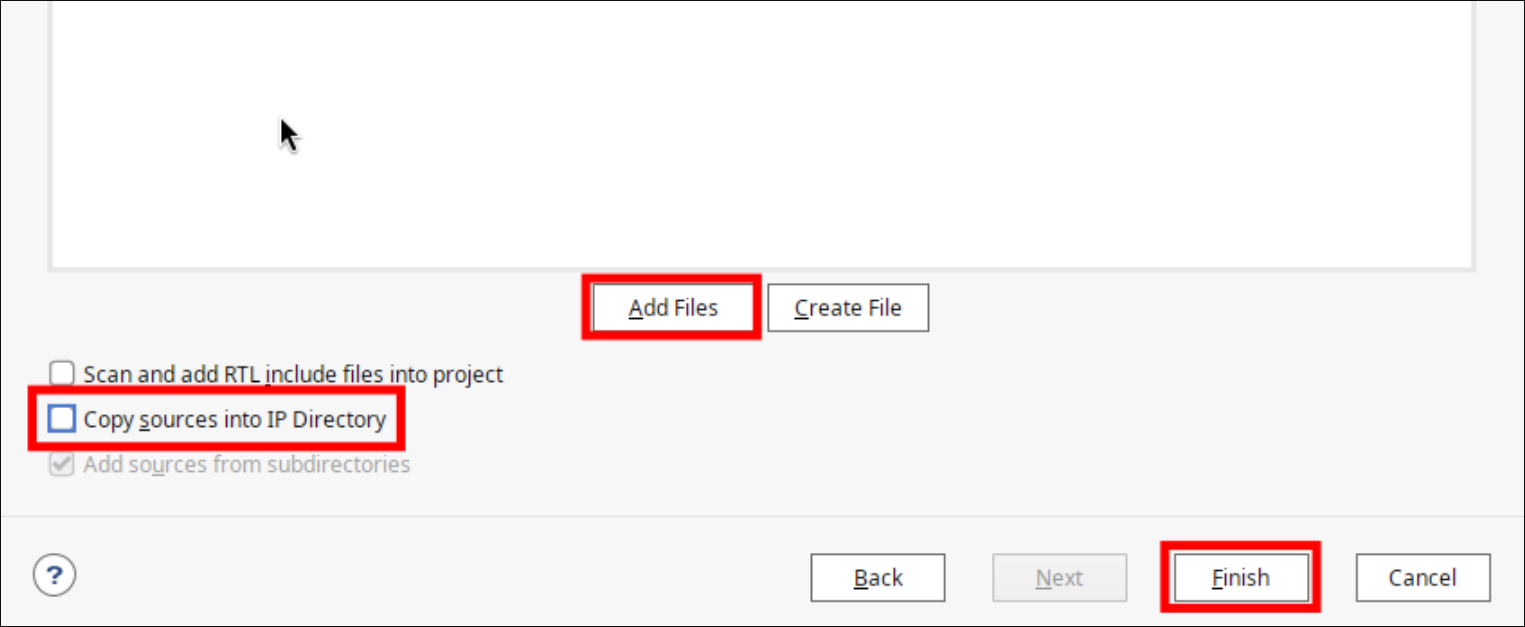 Add Files Create File
Scan and add RTL include files into project
Copy sources into IP Directory
Add sources from subdirectories
? Back Next Finish Cancel